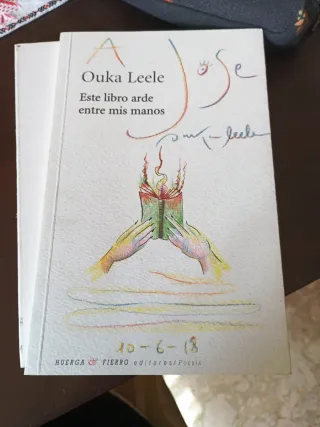 A Jose
Ouka Leele
Este libro arde
entre mis manos
ouka leele
10-6-18
HUERGA & FIERRO editores/Poesía